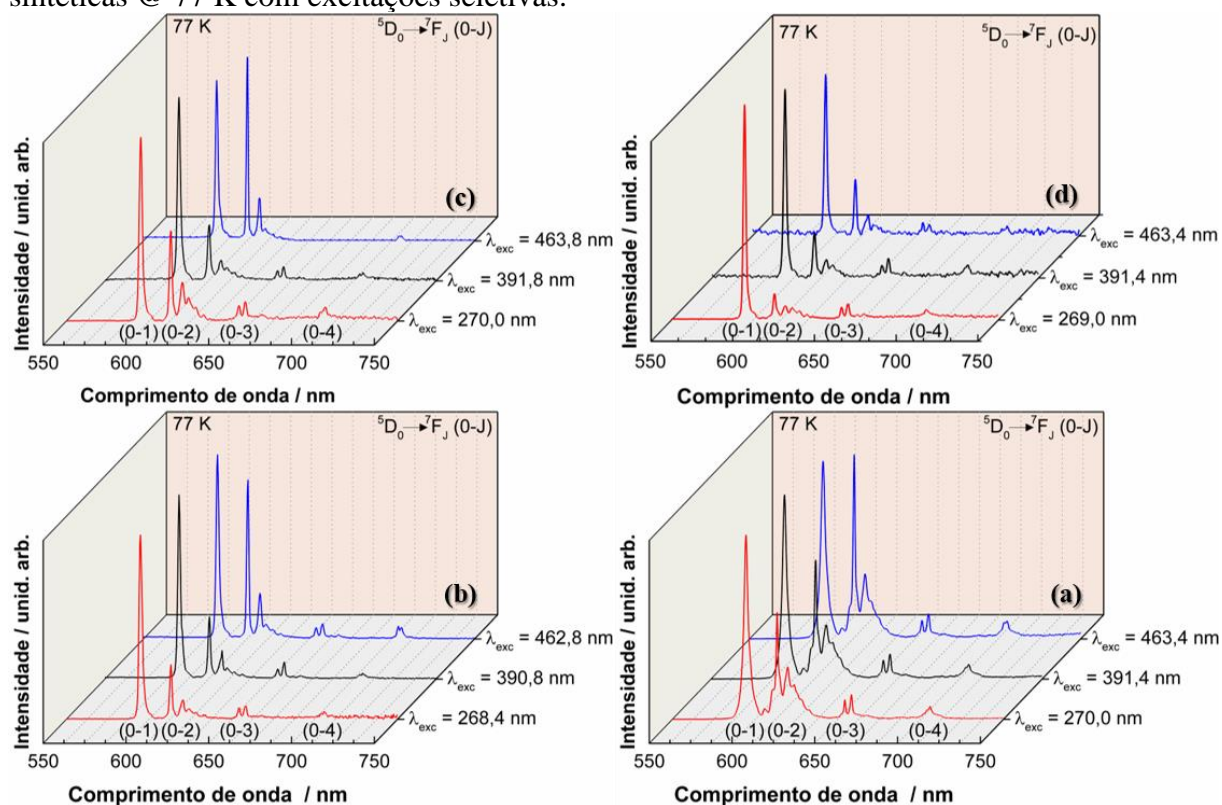 sintéticas @ 77 K com excitações seletivas.
77 K
⁵D₀→⁷F_J (0-J)
Intensidade / unid. arb.
(c)
λexc = 463,8 nm
λexc = 391,8 nm
λexc = 270,0 nm
(0-1) (0-2) (0-3) (0-4)
550 600 650 700 750
Comprimento de onda / nm
77 K
⁵D₀→⁷F_J (0-J)
Intensidade / unid. arb.
(d)
λexc = 463,4 nm
λexc = 391,4 nm
λexc = 269,0 nm
(0-1) (0-2) (0-3) (0-4)
550 600 650 700 750
Comprimento de onda / nm
77 K
⁵D₀→⁷F_J (0-J)
Intensidade / unid. arb.
(b)
λexc = 462,8 nm
λexc = 390,8 nm
λexc = 268,4 nm
(0-1) (0-2) (0-3) (0-4)
550 600 650 700 750
Comprimento de onda / nm
77 K
⁵D₀→⁷F_J (0-J)
Intensidade / unid. arb.
(a)
λexc = 463,4 nm
λexc = 391,4 nm
λexc = 270,0 nm
(0-1) (0-2) (0-3) (0-4)
550 600 650 700 750
Comprimento de onda / nm